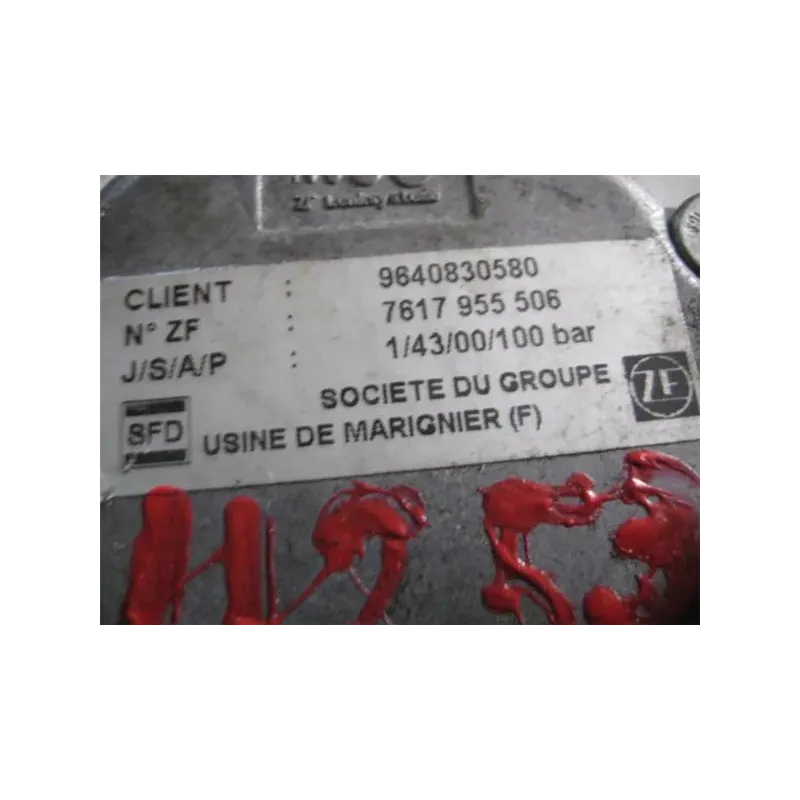 CLIENT : 9640830580
N° ZF : 7617 955 506
J/S/A/P : 1/43/00/100 bar
SOCIETE DU GROUPE ZF
SFD USINE DE MARIGNIER (F)